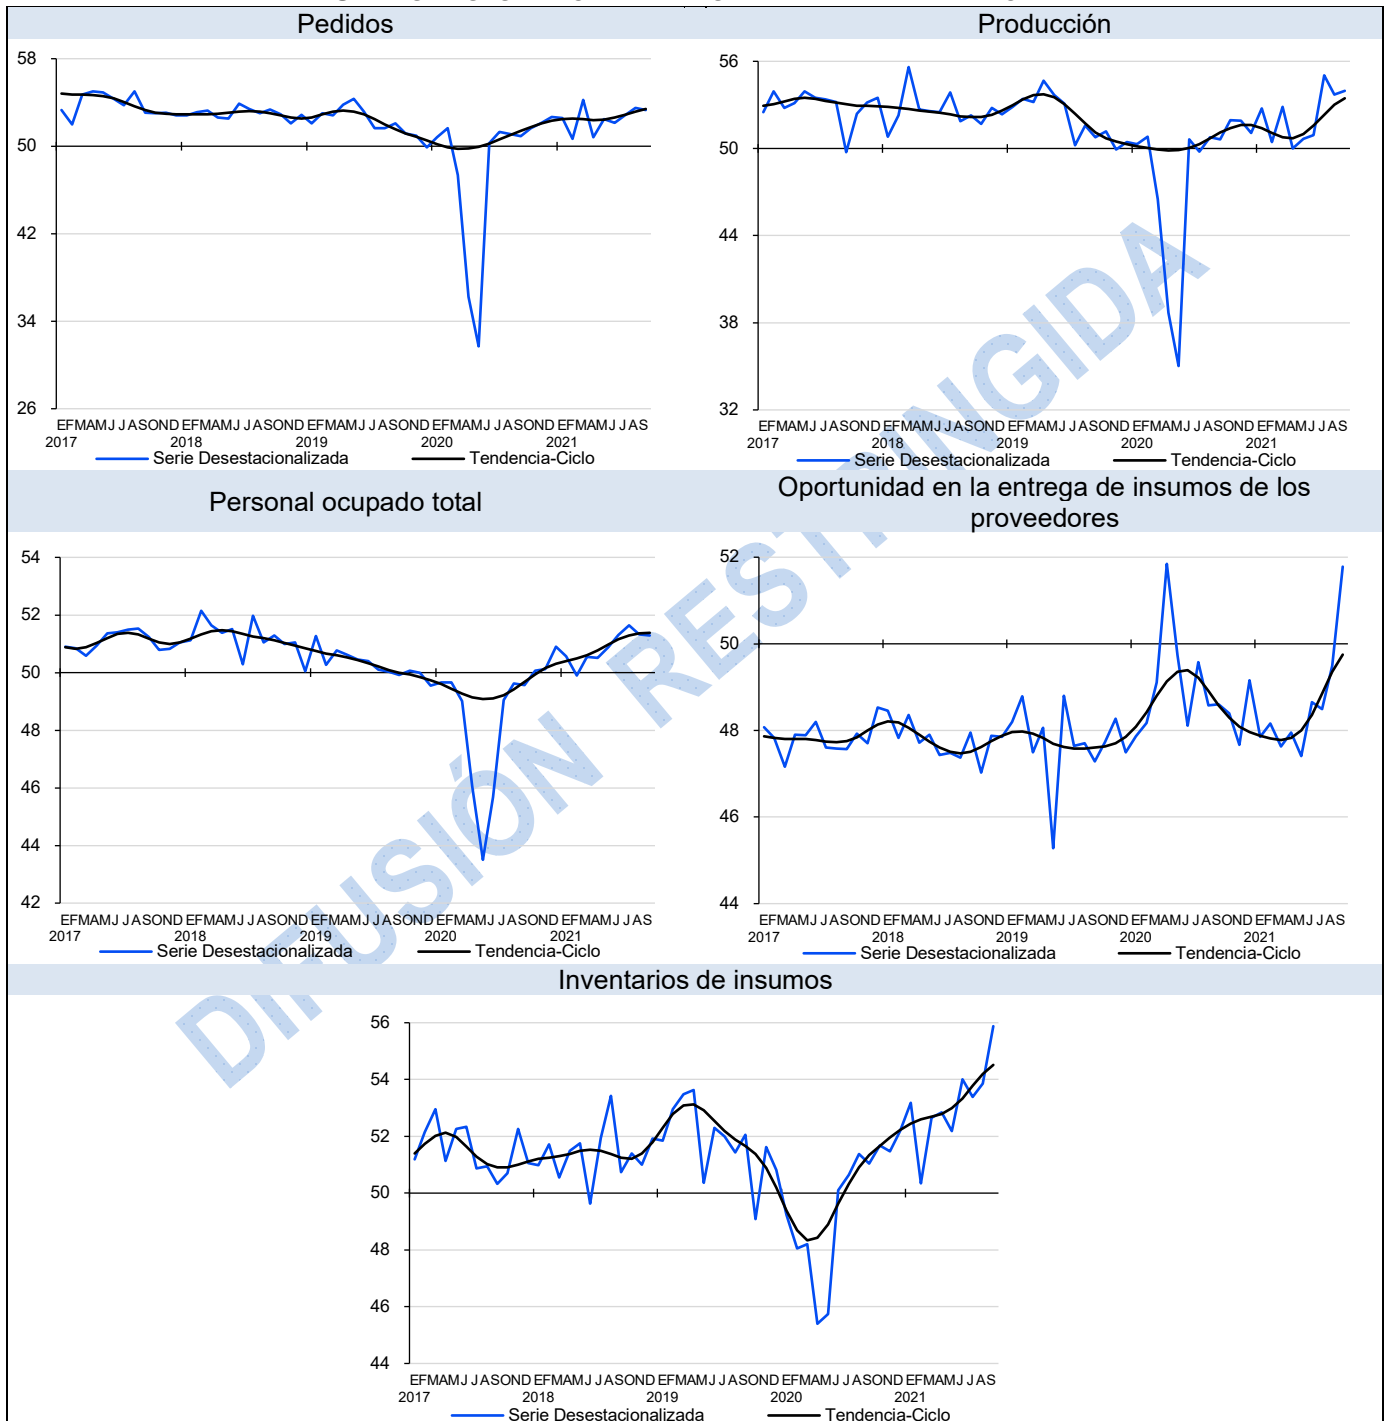 Pedidos
Producción
58
50
42
34
26
EFMAMJ JASOND EFMAMJ JASOND EFMAMJ JASOND EFMAMJ JASOND EFMAMJ JAS
2017 2018 2019 2020 2021
Serie Desestacionalizada Tendencia-Ciclo
56
50
44
38
32
EFMAMJ JASOND EFMAMJ JASOND EFMAMJ JASOND EFMAMJ JASOND EFMAMJ JAS
2017 2018 2019 2020 2021
Serie Desestacionalizada Tendencia-Ciclo
Personal ocupado total
Oportunidad en la entrega de insumos de los
proveedores
54
52
50
48
46
44
42
EFMAMJ JASOND EFMAMJ JASOND EFMAMJ JASOND EFMAMJ JASOND EFMAMJ JAS
2017 2018 2019 2020 2021
Serie Desestacionalizada Tendencia-Ciclo
52
50
48
46
44
EFMAMJ JASOND EFMAMJ JASOND EFMAMJ JASOND EFMAMJ JASOND EFMAMJ JAS
2017 2018 2019 2020 2021
Serie Desestacionalizada Tendencia-Ciclo
Inventarios de insumos
56
54
52
50
48
46
44
EFMAMJ JASOND EFMAMJ JASOND EFMAMJ JASOND EFMAMJ JASOND EFMAMJ JAS
2017 2018 2019 2020 2021
Serie Desestacionalizada Tendencia-Ciclo
DIFUSIÓN RESTRINGIDA